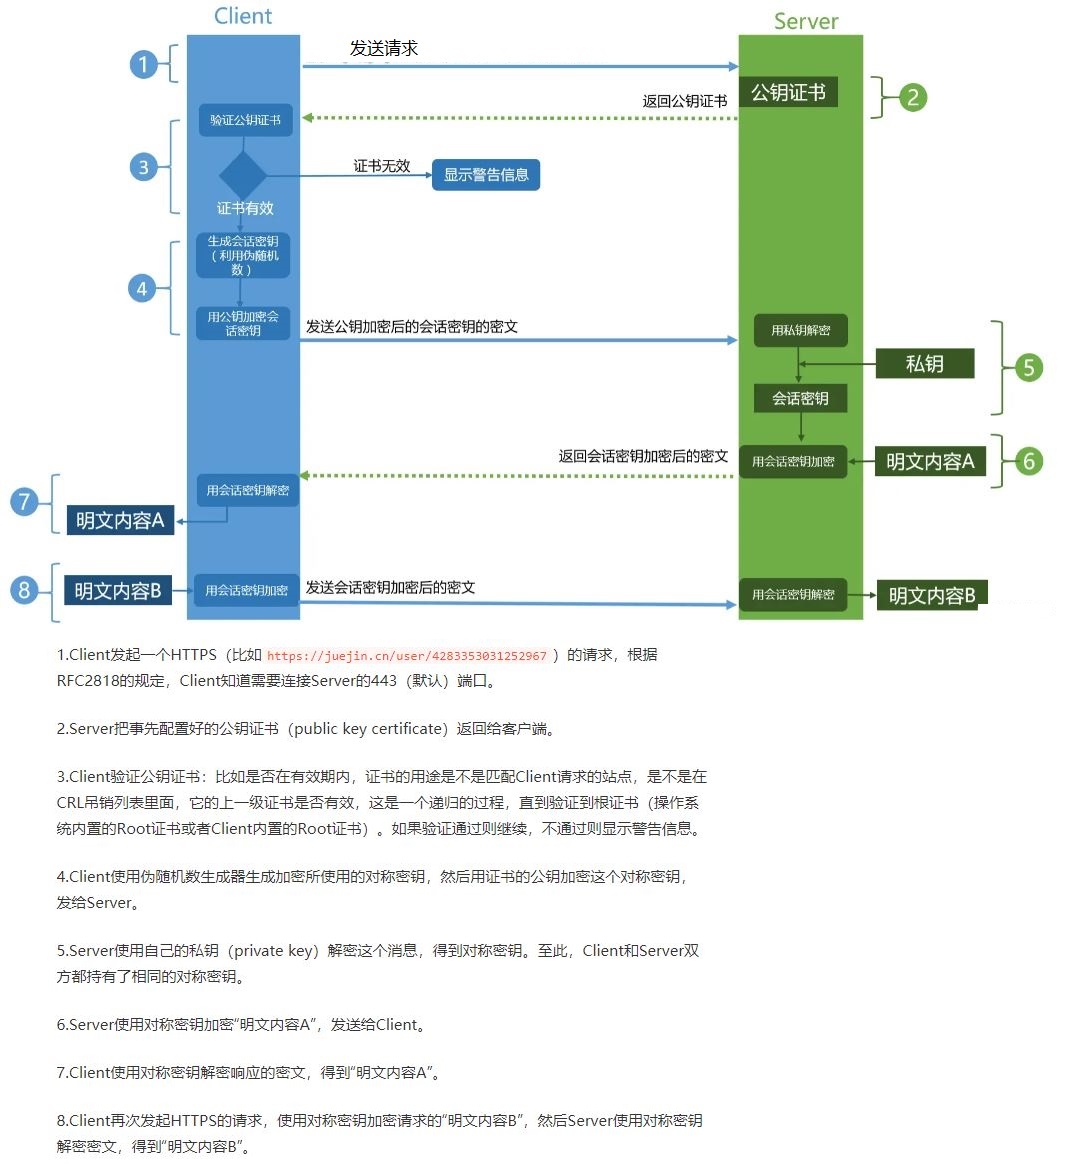 Client
Server
发送请求
1
公钥证书
2
返回公钥证书
验证公钥证书
3
证书无效
显示警告信息
证书有效
生成会话密钥
（利用伪随机
数）
4
用公钥加密会
话密钥
发送公钥加密后的会话密钥的密文
用私钥解密
私钥
5
会话密钥
返回会话密钥加密后的密文
用会话密钥加密
明文内容A
6
用会话密钥解密
7
明文内容A
8
明文内容B
用会话密钥加密
发送会话密钥加密后的密文
用会话密钥解密
明文内容B
1.Client发起一个HTTPS（比如 https://juejin.cn/user/4283353031252967 ）的请求，根据
RFC2818的规定，Client知道需要连接Server的443（默认）端口。
2.Server把事先配置好的公钥证书（public key certificate）返回给客户端。
3.Client验证公钥证书：比如是否在有效期内，证书的用途是不是匹配Client请求的站点，是不是在
CRL吊销列表里面，它的上一级证书是否有效，这是一个递归的过程，直到验证到根证书（操作系
统内置的Root证书或者Client内置的Root证书）。如果验证通过则继续，不通过则显示警告信息。
4.Client使用伪随机数生成器生成加密所使用的对称密钥，然后用证书的公钥加密这个对称密钥，
发给Server。
5.Server使用自己的私钥（private key）解密这个消息，得到对称密钥。至此，Client和Server双
方都持有了相同的对称密钥。
6.Server使用对称密钥加密“明文内容A”，发送给Client。
7.Client使用对称密钥解密响应的密文，得到“明文内容A”。
8.Client再次发起HTTPS的请求，使用对称密钥加密请求的“明文内容B”，然后Server使用对称密钥
解密密文，得到“明文内容B”。